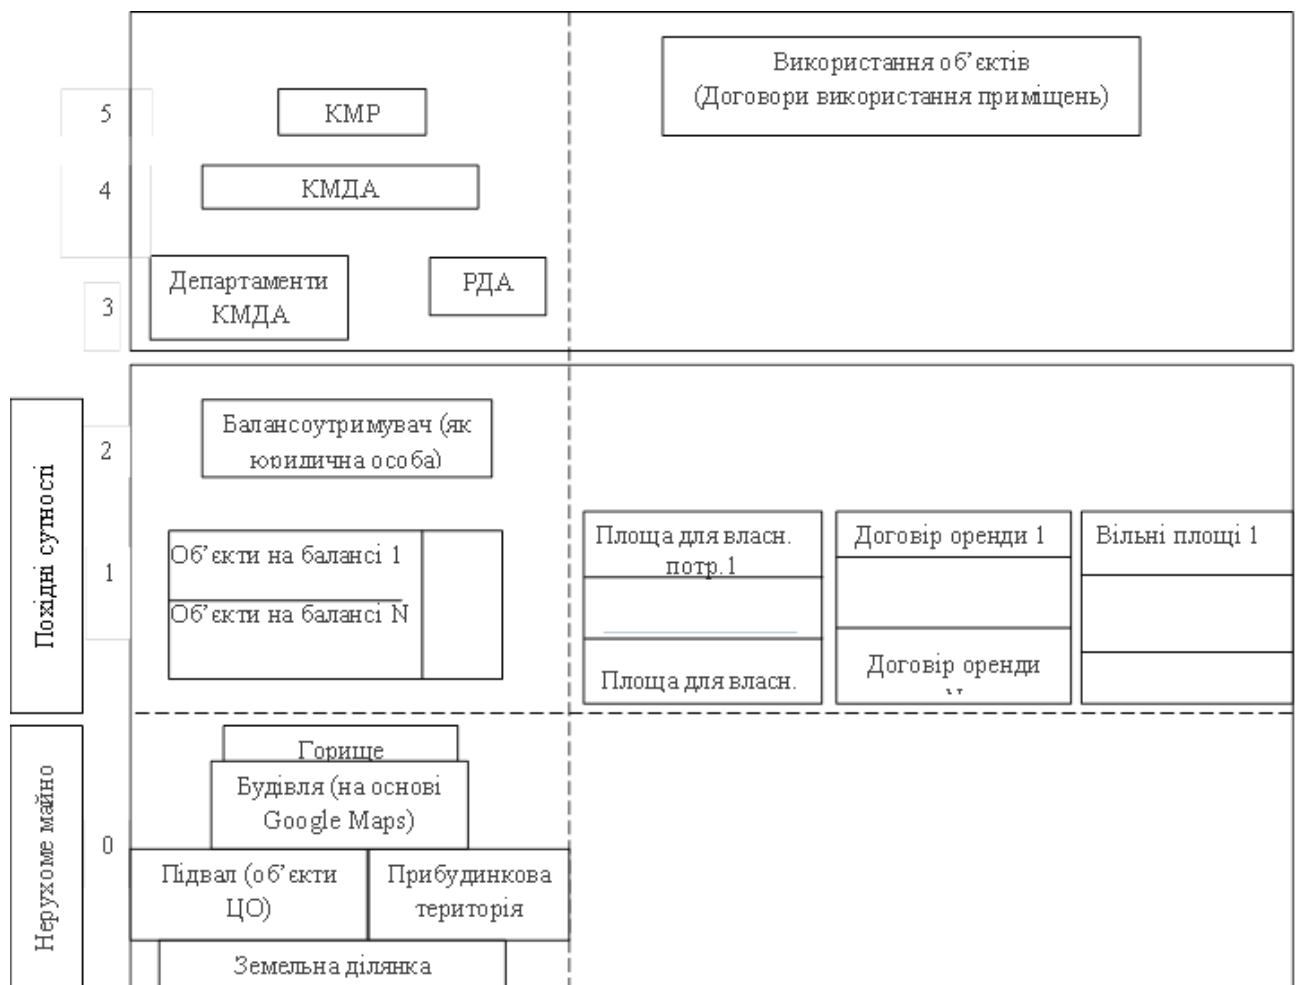 Використання об’єктів
(Договори використання приміщень)
5
КМР
4
КМДА
3
Департаменти
КМДА
РДА
Похідні сутності
2
Балансоутримувач (як
юридична особа)
1
Об’єкти на балансі 1
Об’єкти на балансі N
Площа для власн.
потр.1
Площа для власн.
Договір оренди 1
Договір оренди
Вільні площі 1
Нерухоме майно
0
Горище
Будівля (на основі
Google Maps)
Підвал (об’єкти
ЦО)
Прибудинкова
територія
Земельна ділянка